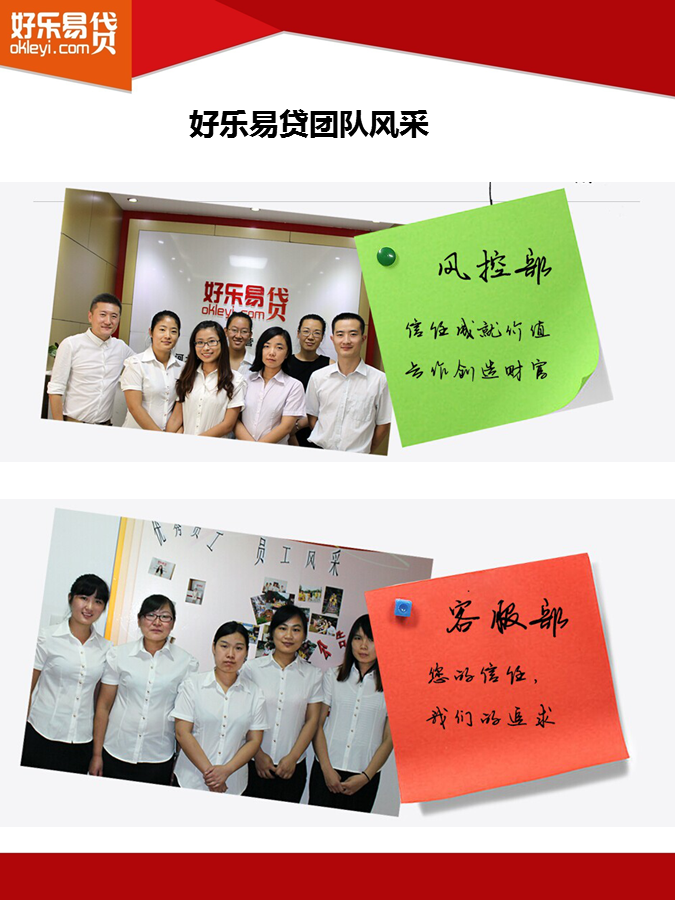 好乐易贷
okleyi.com
好乐易贷团队风采
好乐易贷
okleyi.com
风控部
信任成就价值
合作创造财富
优秀员工
员工风采
客服部
您的信任，
我们的追求